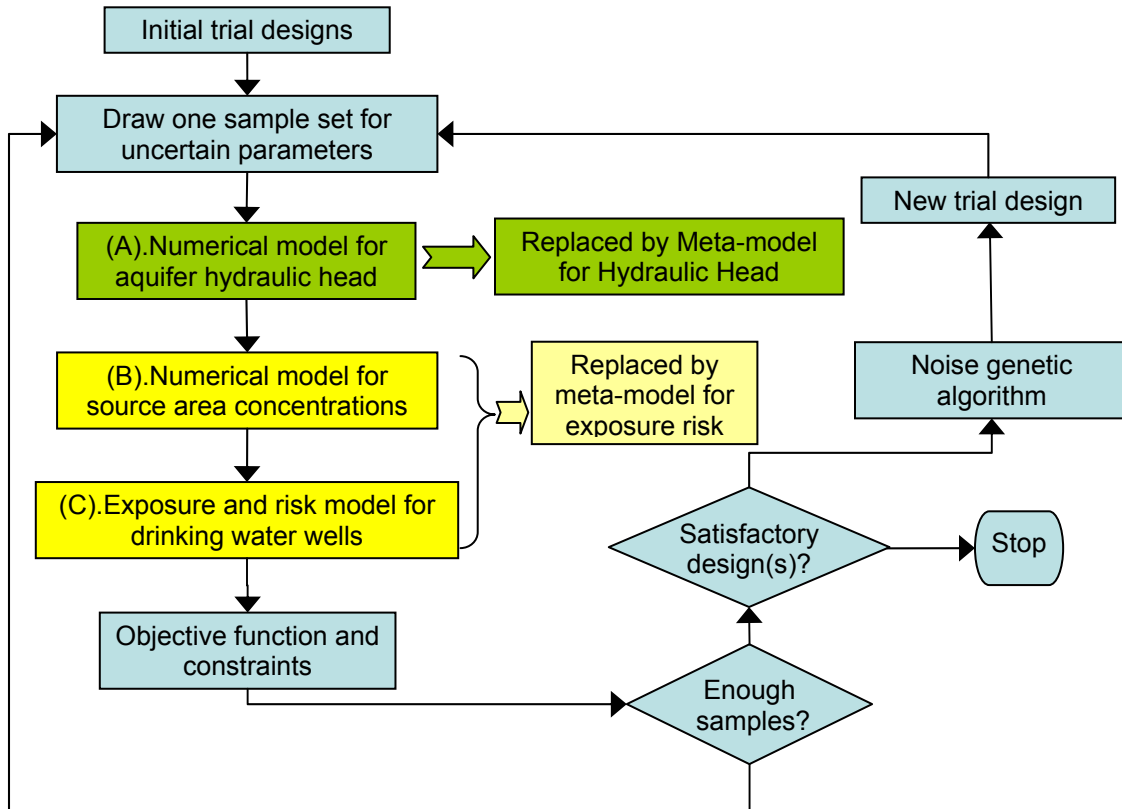 Initial trial designs
Draw one sample set for
uncertain parameters
(A).Numerical model for
aquifer hydraulic head
Replaced by Meta-model
for Hydraulic Head
(B).Numerical model for
source area concentrations
Replaced by
meta-model for
exposure risk
(C).Exposure and risk model for
drinking water wells
Objective function and
constraints
Enough
samples?
Satisfactory
design(s)?
Stop
Noise genetic
algorithm
New trial design